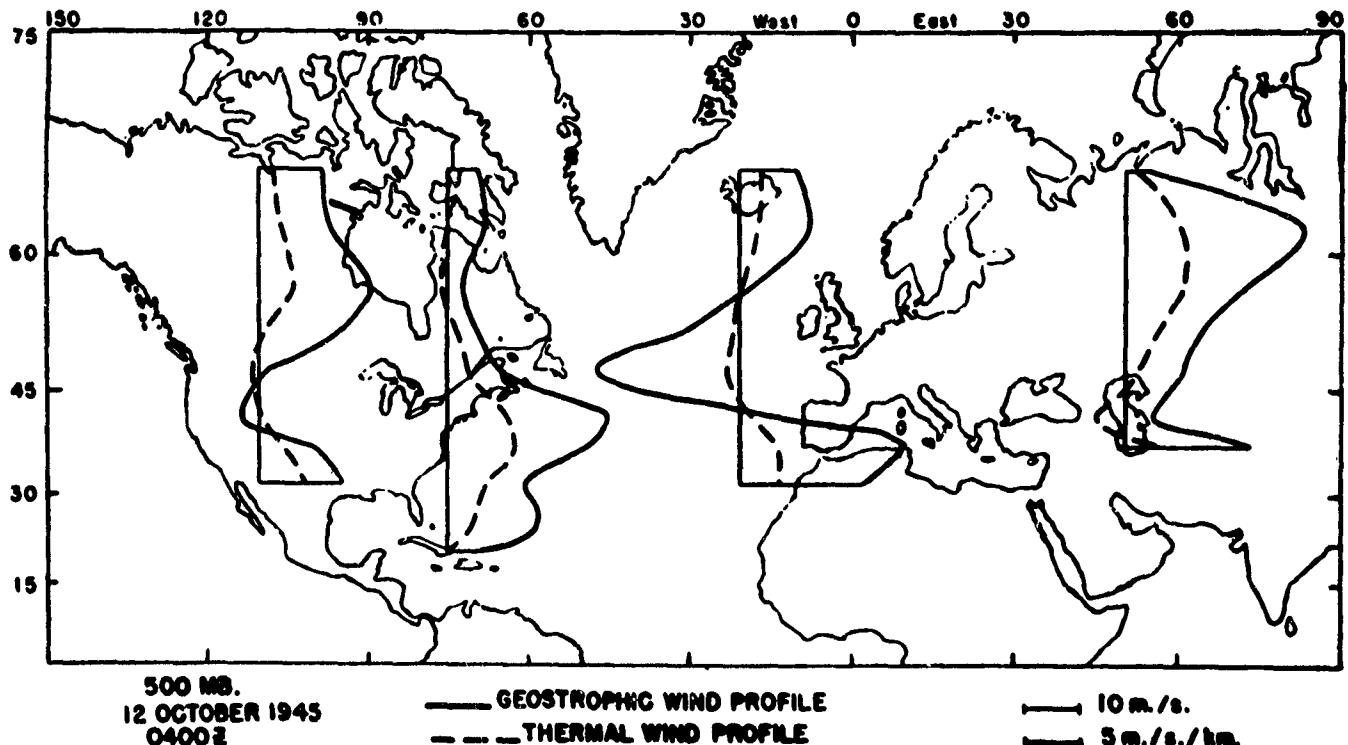 150 120 90 60 30 West 0 East 30 60 90
75
60
45
30
15
500 MB.
12 OCTOBER 1945
0400Z
GEOSTROPHIC WIND PROFILE
THERMAL WIND PROFILE
10 m./s.
5 m./s./km.